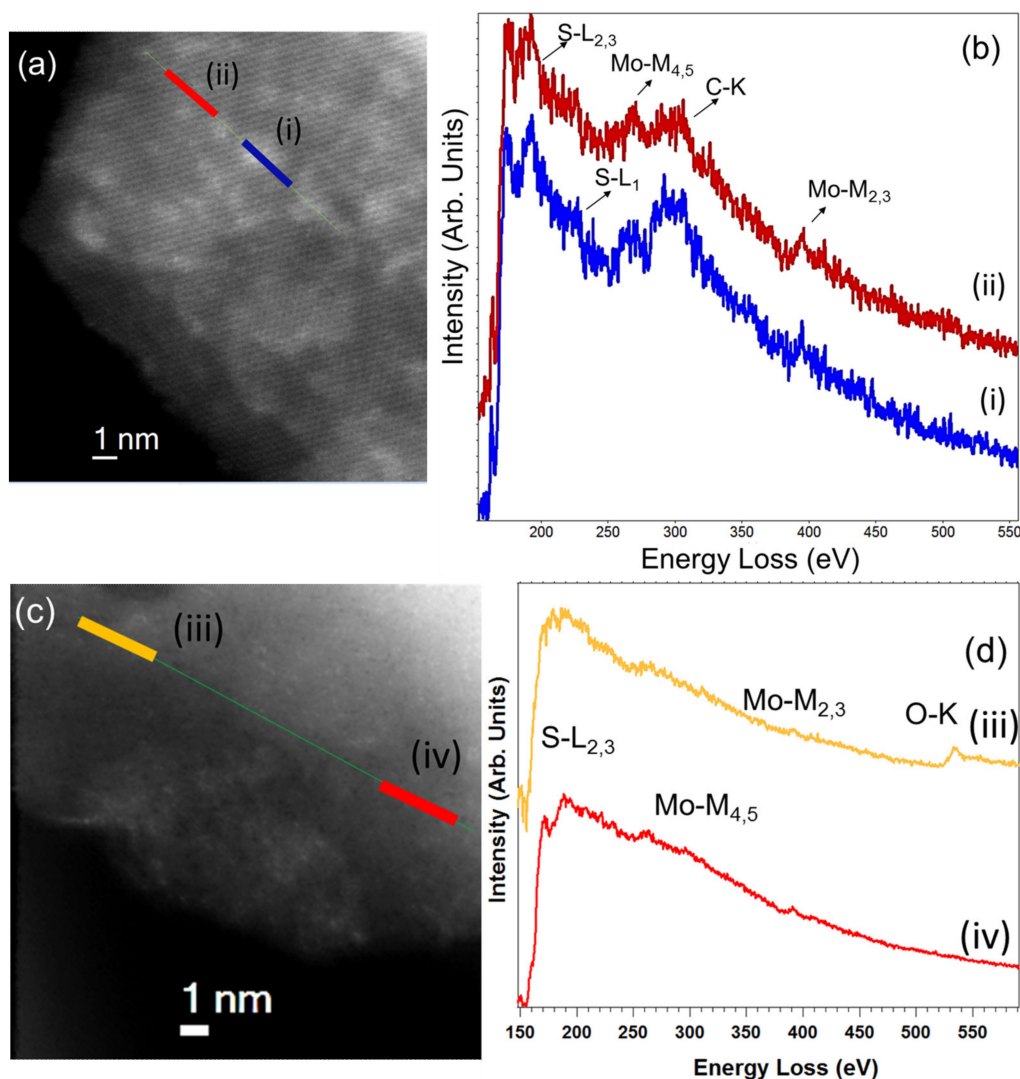 (a)
(ii)
(i)
1 nm
(b)
S-L2,3
Mo-M4,5
C-K
S-L1
Mo-M2,3
(ii)
(i)
Intensity (Arb. Units)
200 250 300 350 400 450 500 550
Energy Loss (eV)
(c)
(iii)
(iv)
1 nm
(d)
Mo-M2,3
O-K
(iii)
S-L2,3
Mo-M4,5
(iv)
Intensity (Arb. Units)
150 200 250 300 350 400 450 500 550
Energy Loss (eV)